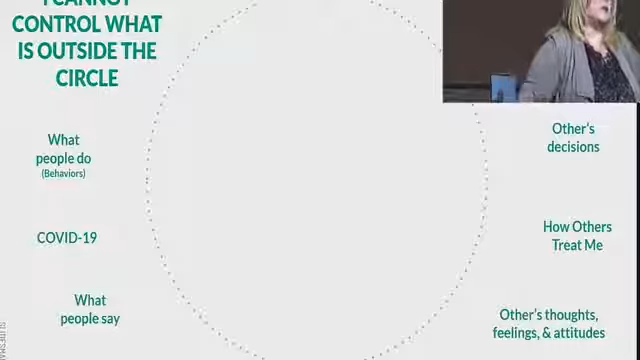 I CANNOT
CONTROL WHAT
IS OUTSIDE THE
CIRCLE
What
people do
(Behaviors)
COVID-19
What
people say
Other's
decisions
How Others
Treat Me
Other's thoughts,
feelings, & attitudes